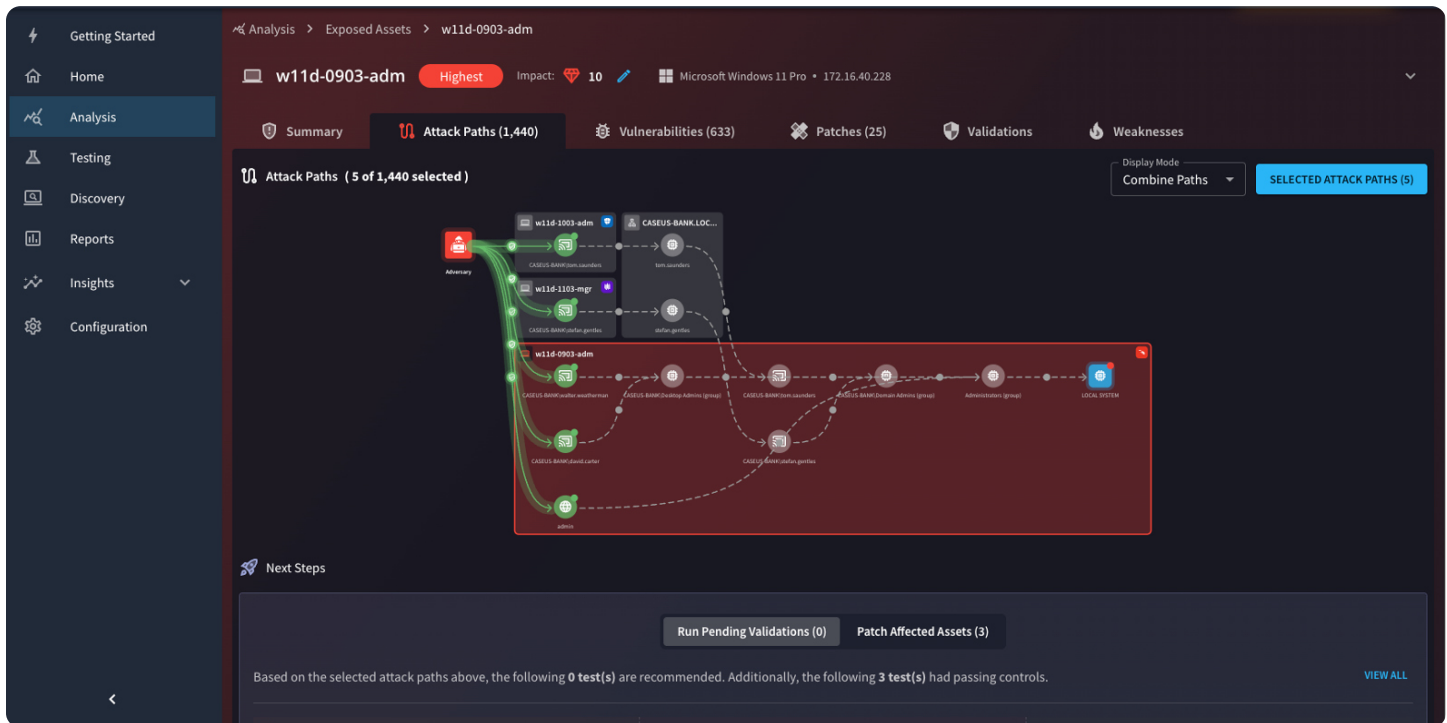 Getting Started
Home
Analysis
Testing
Discovery
Reports
Insights
Configuration
Analysis > Exposed Assets > w11d-0903-adm
w11d-0903-adm Highest Impact: 10 Microsoft Windows 11 Pro • 172.16.40.228
Summary Attack Paths (1,440) Vulnerabilities (633) Patches (25) Validations Weaknesses
Attack Paths ( 5 of 1,440 selected )
Display Mode
Combine Paths
SELECTED ATTACK PATHS (5)
Adversary
w11d-1003-adm
CASEUS-BANK\tom.saunders
CASEUS-BANK.LOC...
tom.saunders
w11d-1103-mgr
CASEUS-BANK\stefan.gentles
stefan.gentles
w11d-0903-adm
CASEUS-BANK\walter.weatherman
CASEUS-BANK\Desktop Admins (group)
CASEUS-BANK\tom.saunders
CASEUS-BANK\Domain Admins (group)
Administrators (group)
LOCAL SYSTEM
CASEUS-BANK\david.carter
CASEUS-BANK\stefan.gentles
admin
Next Steps
Run Pending Validations (0) Patch Affected Assets (3)
Based on the selected attack paths above, the following 0 test(s) are recommended. Additionally, the following 3 test(s) had passing controls.
VIEW ALL